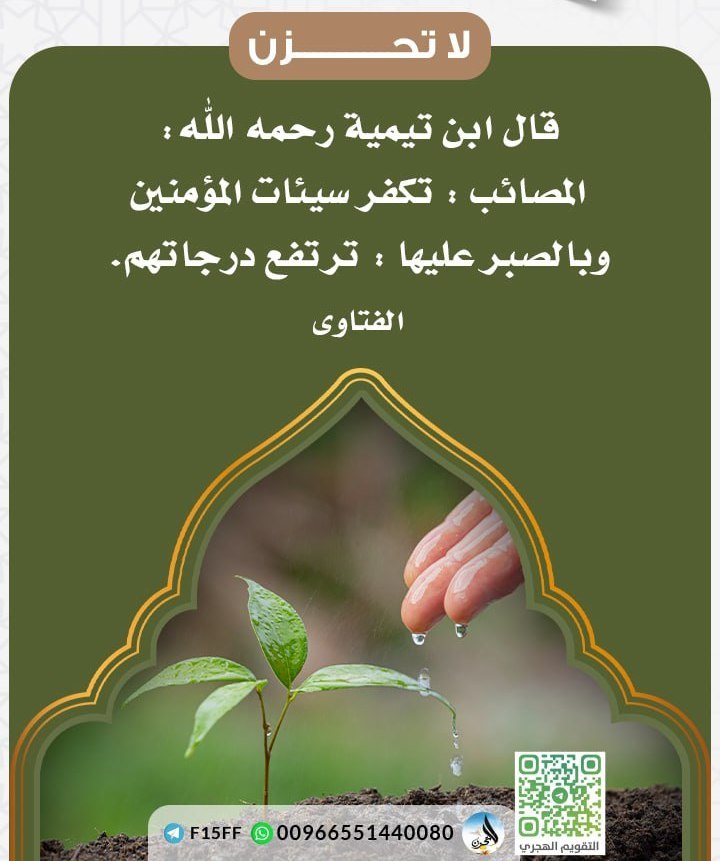 لا تحـــــــزن
قال ابن تيمية رحمه الله :
المصائب : تكفر سيئات المؤمنين
وبالصبر عليها : ترتفع درجاتهم.
الفتاوى
F15FF 00966551440080
التقويم الهجري